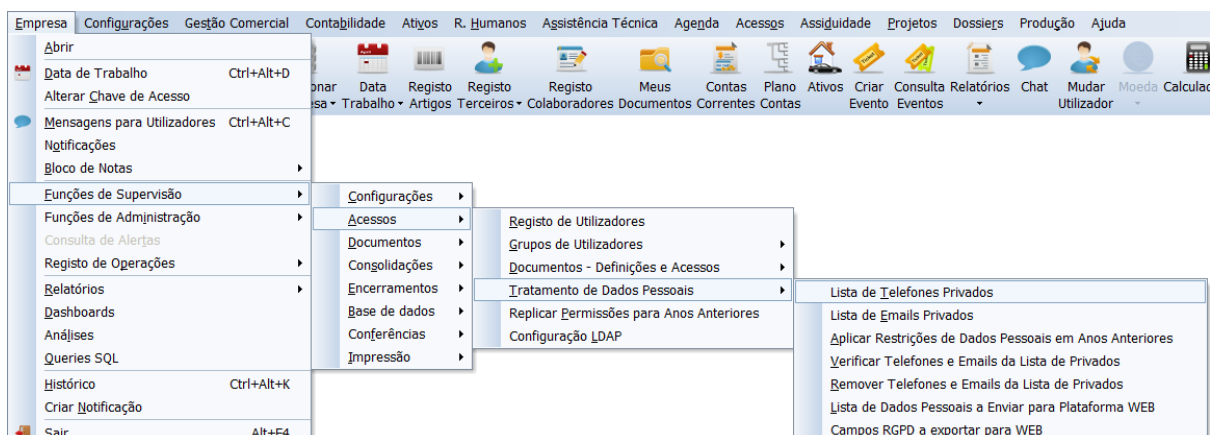 Empresa Configurações Gestão Comercial Contabilidade Ativos R. Humanos Assistência Técnica Agenda Acessos Assiduidade Projetos Dossiers Produção Ajuda
onar Data Registo Registo Registo Meus Contas Plano Ativos Criar Consulta Relatórios Chat Mudar Moeda Calculad
esa Trabalho Artigos Terceiros Colaboradores Documentos Correntes Contas Evento Eventos Utilizador
Abrir
Data de Trabalho Ctrl+Alt+D
Alterar Chave de Acesso
Mensagens para Utilizadores Ctrl+Alt+C
Notificações
Bloco de Notas
Funções de Supervisão
Funções de Administração
Consulta de Alertas
Registo de Operações
Relatórios
Dashboards
Análises
Queries SQL
Histórico Ctrl+Alt+K
Criar Notificação
Sair Alt+F4
Configurações
Acessos
Documentos
Consolidações
Encerramentos
Base de dados
Conferências
Impressão
Registo de Utilizadores
Grupos de Utilizadores
Documentos - Definições e Acessos
Tratamento de Dados Pessoais
Replicar Permissões para Anos Anteriores
Configuração LDAP
Lista de Telefones Privados
Lista de Emails Privados
Aplicar Restrições de Dados Pessoais em Anos Anteriores
Verificar Telefones e Emails da Lista de Privados
Remover Telefones e Emails da Lista de Privados
Lista de Dados Pessoais a Enviar para Plataforma WEB
Campos RGPD a exportar para WEB